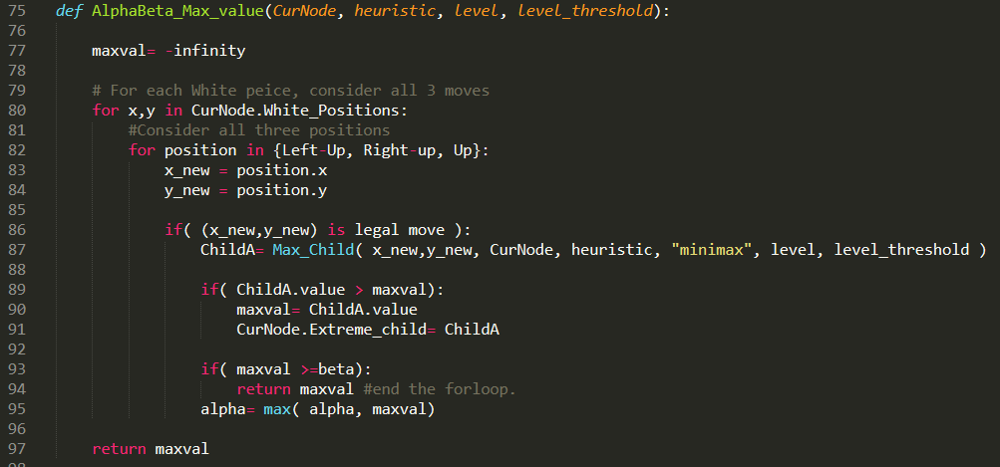 75 def AlphaBeta_Max_value(CurNode, heuristic, level, level_threshold):
76
77 maxval= -infinity
78
79 # For each White peice, consider all 3 moves
80 for x,y in CurNode.White_Positions:
81 #Consider all three positions
82 for position in {Left-Up, Right-up, Up}:
83 x_new = position.x
84 y_new = position.y
85
86 if( (x_new,y_new) is legal move ):
87 ChildA= Max_Child( x_new,y_new, CurNode, heuristic, "minimax", level, level_threshold )
88
89 if( ChildA.value > maxval):
90 maxval= ChildA.value
91 CurNode.Extreme_child= ChildA
92
93 if( maxval >=beta):
94 return maxval #end the forloop.
95 alpha= max( alpha, maxval)
96
97 return maxval
98